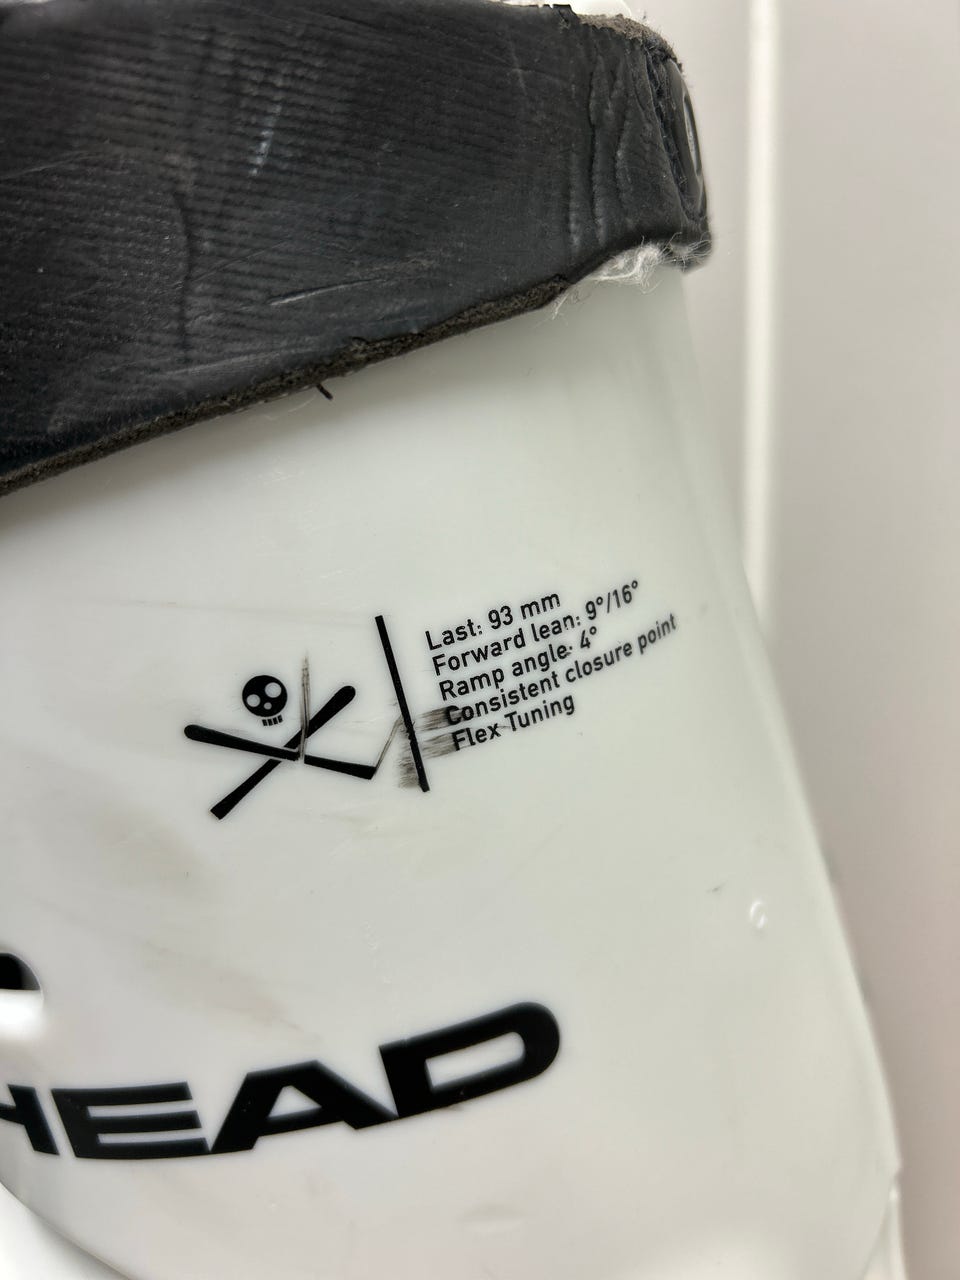 Last: 93 mm
Forward lean: 9°/16°
Ramp angle: 4°
Consistent closure point
Flex Tuning
HEAD